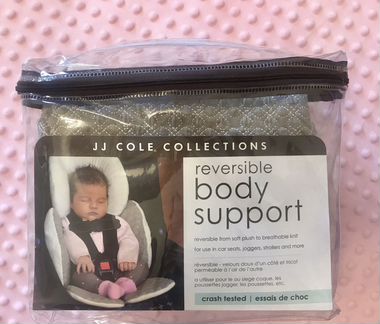 JJ COLE COLLECTIONS
reversible
body
support
reversible from soft plush to breathable knit
for use in car seats, joggers, strollers and more
réversible - velours doux d'un côté et tricot
perméable à l'air de l'autre
à utiliser pour le siège coque, les
poussettes jogger, les poussettes, etc.
crash tested | essais de choc